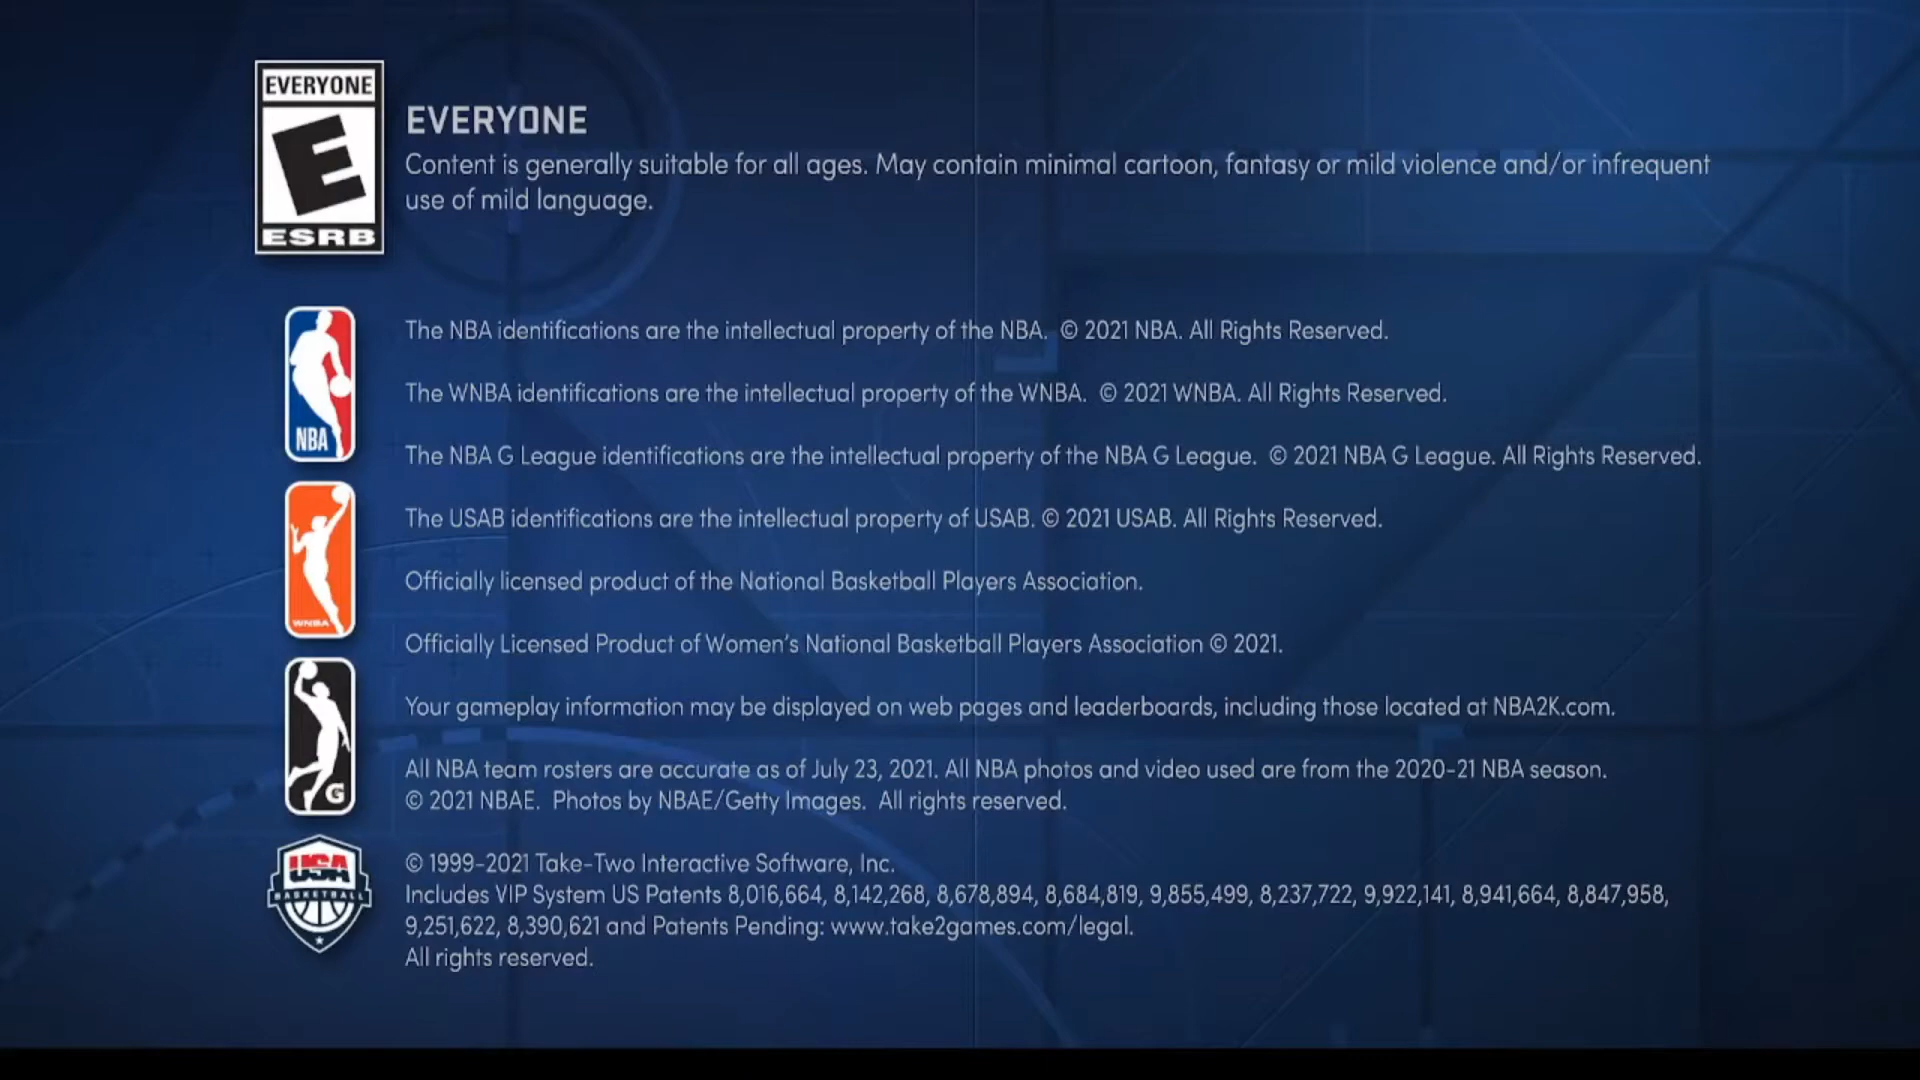 EVERYONE
E
ESRB
EVERYONE
Content is generally suitable for all ages. May contain minimal cartoon, fantasy or mild violence and/or infrequent
use of mild language.
NBA
The NBA identifications are the intellectual property of the NBA. © 2021 NBA. All Rights Reserved.
The WNBA identifications are the intellectual property of the WNBA. © 2021 WNBA. All Rights Reserved.
The NBA G League identifications are the intellectual property of the NBA G League. © 2021 NBA G League. All Rights Reserved.
WNBA
The USAB identifications are the intellectual property of USAB. © 2021 USAB. All Rights Reserved.
Officially licensed product of the National Basketball Players Association.
Officially Licensed Product of Women's National Basketball Players Association © 2021.
G
Your gameplay information may be displayed on web pages and leaderboards, including those located at NBA2K.com.
All NBA team rosters are accurate as of July 23, 2021. All NBA photos and video used are from the 2020-21 NBA season.
© 2021 NBAE. Photos by NBAE/Getty Images. All rights reserved.
USA
BASKETBALL
© 1999-2021 Take-Two Interactive Software, Inc.
Includes VIP System US Patents 8,016,664, 8,142,268, 8,678,894, 8,684,819, 9,855,499, 8,237,722, 9,922,141, 8,941,664, 8,847,958,
9,251,622, 8,390,621 and Patents Pending: www.take2games.com/legal.
All rights reserved.